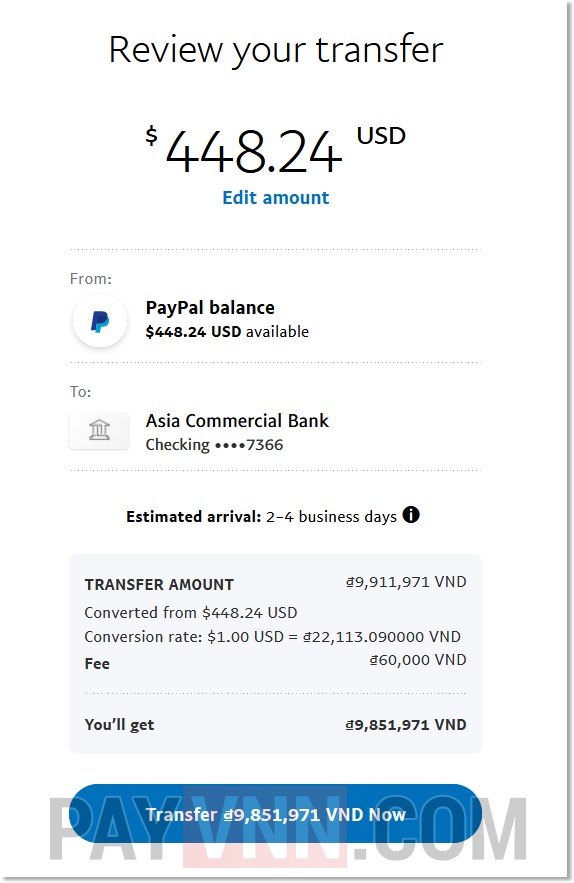 Review your transfer
$448.24 USD
Edit amount
From:
PayPal balance
$448.24 USD available
To:
Asia Commercial Bank
Checking ••••7366
Estimated arrival: 2–4 business days
TRANSFER AMOUNT ₫9,911,971 VND
Converted from $448.24 USD
Conversion rate: $1.00 USD = ₫22,113.090000 VND
Fee ₫60,000 VND
You’ll get ₫9,851,971 VND
Transfer ₫9,851,971 VND Now
PAYVNN.COM